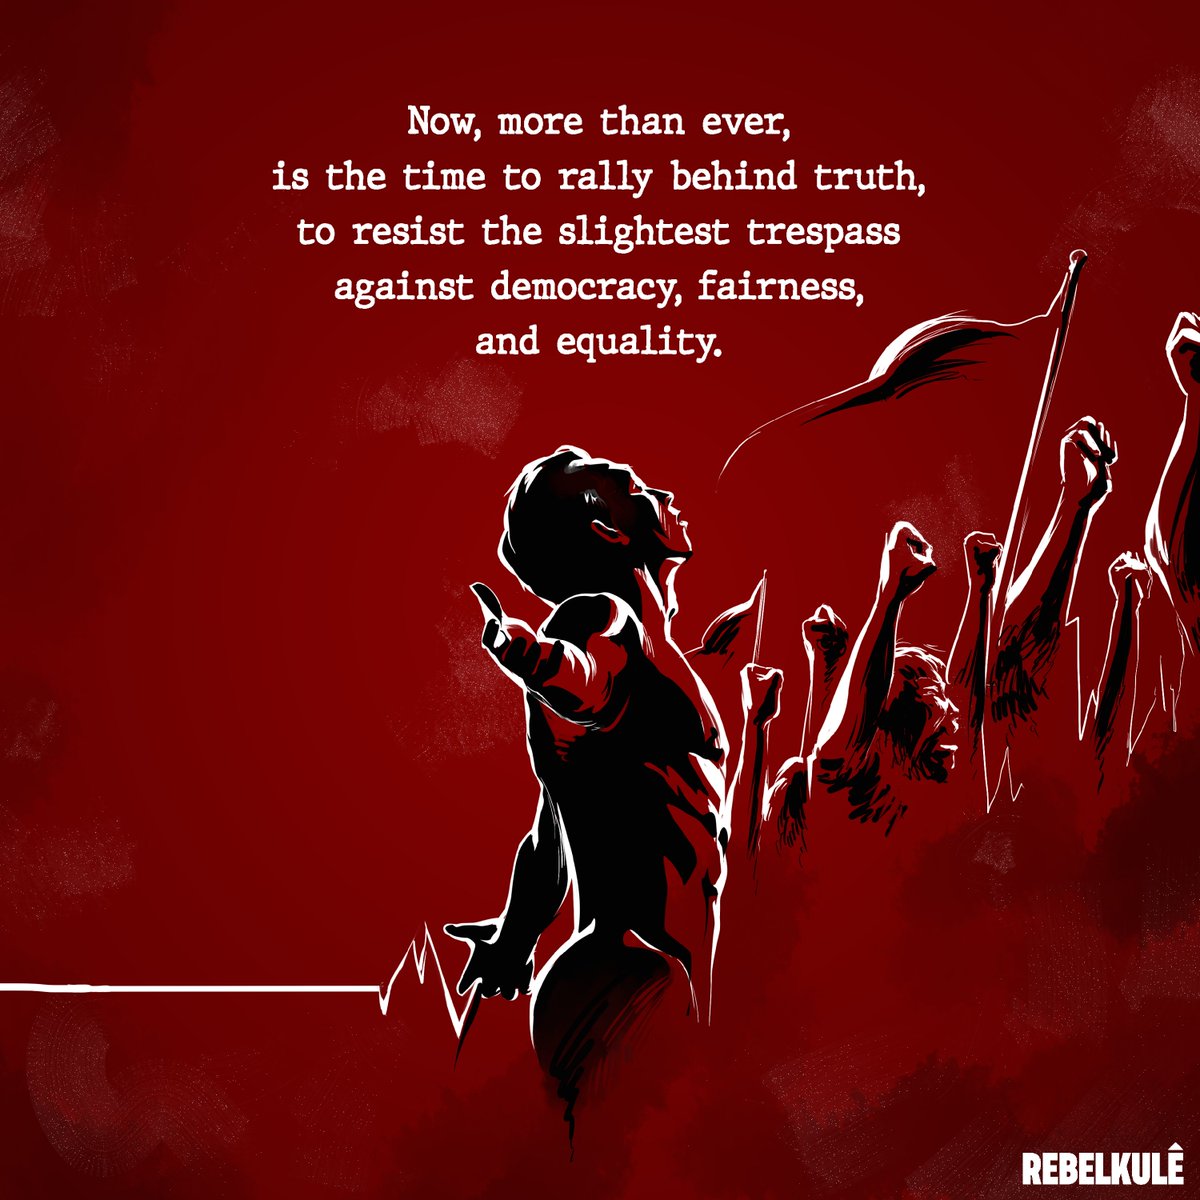 Now, more than ever,
is the time to rally behind truth,
to resist the slightest trespass
against democracy, fairness,
and equality.
REBELKULÊ